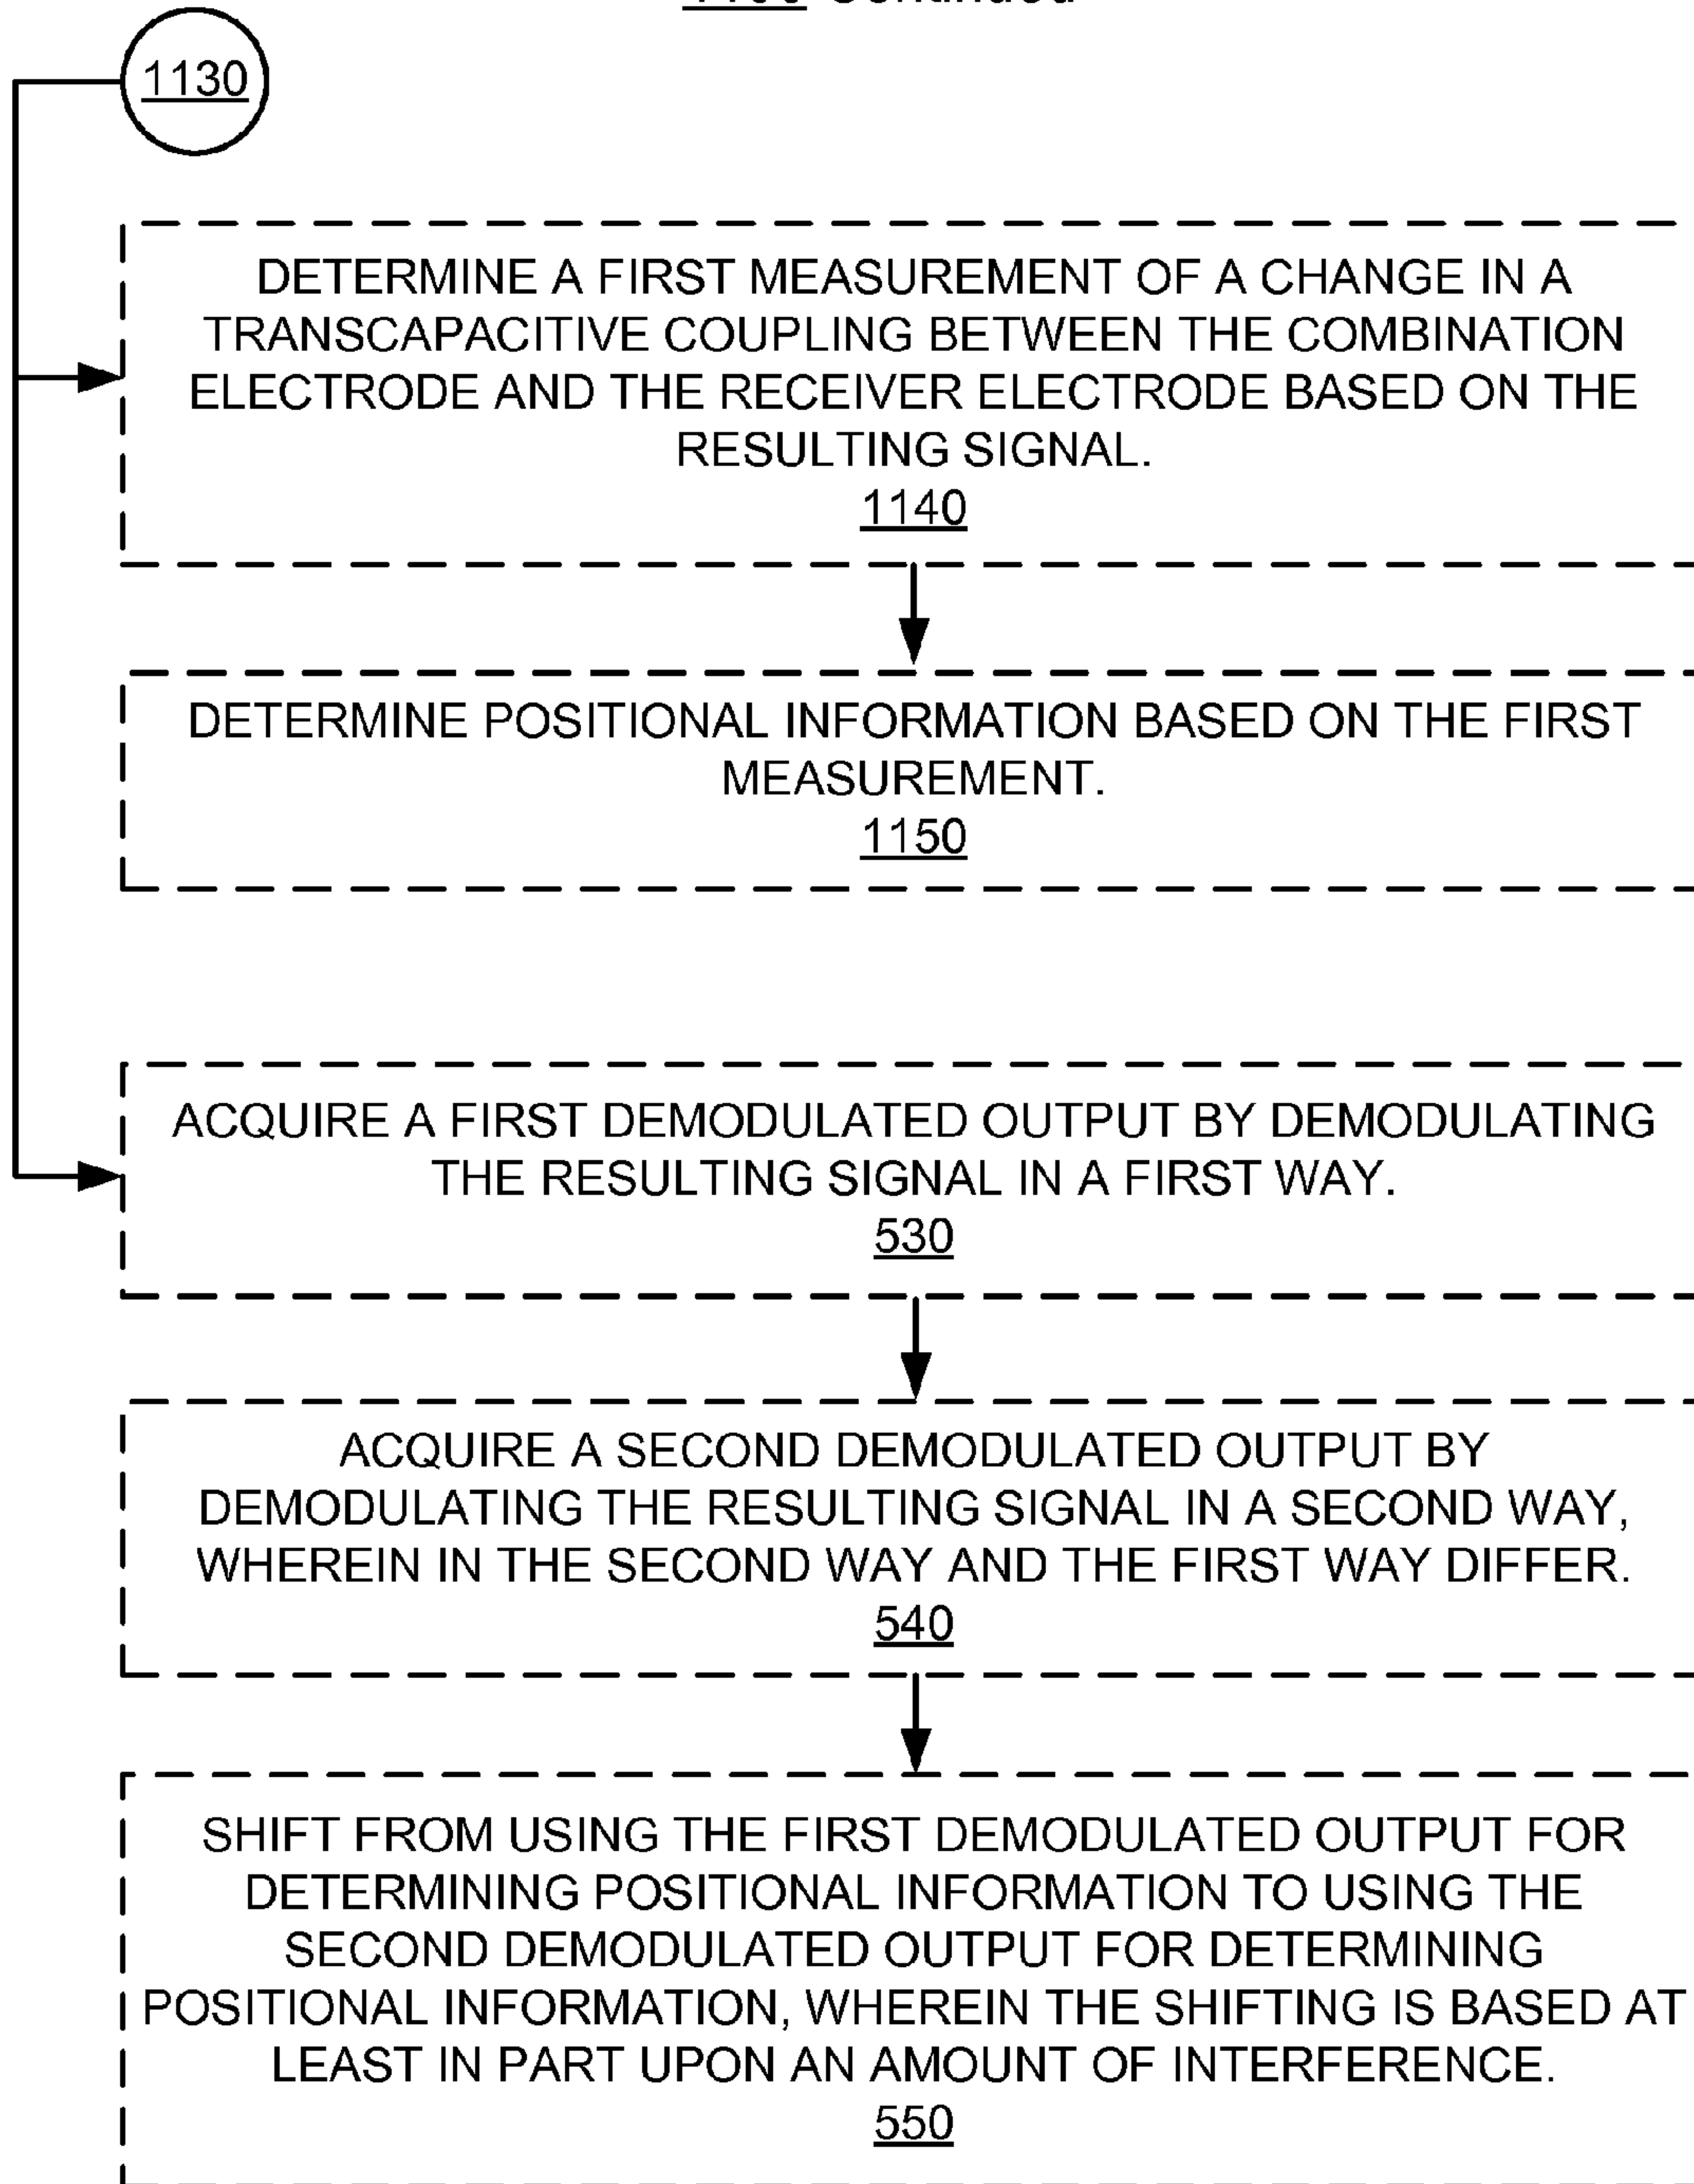 Continued
1130
DETERMINE A FIRST MEASUREMENT OF A CHANGE IN A
TRANSCAPACITIVE COUPLING BETWEEN THE COMBINATION
ELECTRODE AND THE RECEIVER ELECTRODE BASED ON THE
RESULTING SIGNAL.
1140
DETERMINE POSITIONAL INFORMATION BASED ON THE FIRST
MEASUREMENT.
1150
ACQUIRE A FIRST DEMODULATED OUTPUT BY DEMODULATING
THE RESULTING SIGNAL IN A FIRST WAY.
530
ACQUIRE A SECOND DEMODULATED OUTPUT BY
DEMODULATING THE RESULTING SIGNAL IN A SECOND WAY,
WHEREIN IN THE SECOND WAY AND THE FIRST WAY DIFFER.
540
SHIFT FROM USING THE FIRST DEMODULATED OUTPUT FOR
DETERMINING POSITIONAL INFORMATION TO USING THE
SECOND DEMODULATED OUTPUT FOR DETERMINING
POSITIONAL INFORMATION, WHEREIN THE SHIFTING IS BASED AT
LEAST IN PART UPON AN AMOUNT OF INTERFERENCE.
550